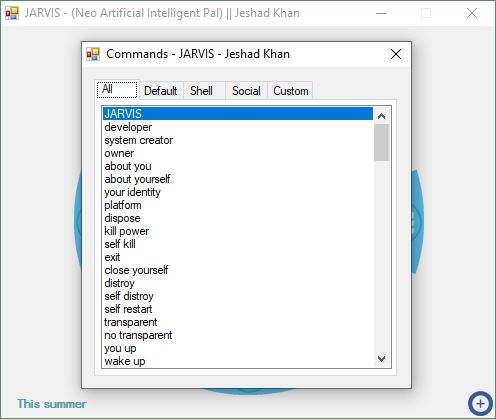 JARVIS - (Neo Artificial Intelligent Pal) || Jeshad Khan
Commands - JARVIS - Jeshad Khan
All Default Shell Social Custom
JARVIS
developer
system creator
owner
about you
about yourself
your identity
platform
dispose
kill power
self kill
exit
close yourself
distroy
self distroy
self restart
transparent
no transparent
you up
wake up
This summer